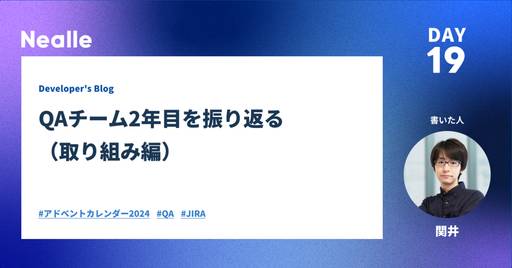 Nealle
DAY
19
Developer's Blog
QAチーム2年目を振り返る
（取り組み編）
#アドベントカレンダー2024 #QA #JIRA
書いた人
関井